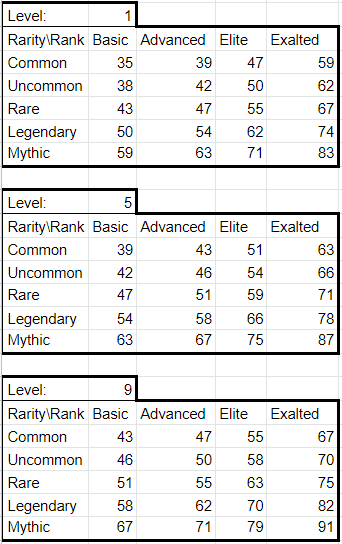 Level: 1
Rarity\Rank Basic Advanced Elite Exalted
Common 35 39 47 59
Uncommon 38 42 50 62
Rare 43 47 55 67
Legendary 50 54 62 74
Mythic 59 63 71 83
Level: 5
Rarity\Rank Basic Advanced Elite Exalted
Common 39 43 51 63
Uncommon 42 46 54 66
Rare 47 51 59 71
Legendary 54 58 66 78
Mythic 63 67 75 87
Level: 9
Rarity\Rank Basic Advanced Elite Exalted
Common 43 47 55 67
Uncommon 46 50 58 70
Rare 51 55 63 75
Legendary 58 62 70 82
Mythic 67 71 79 91